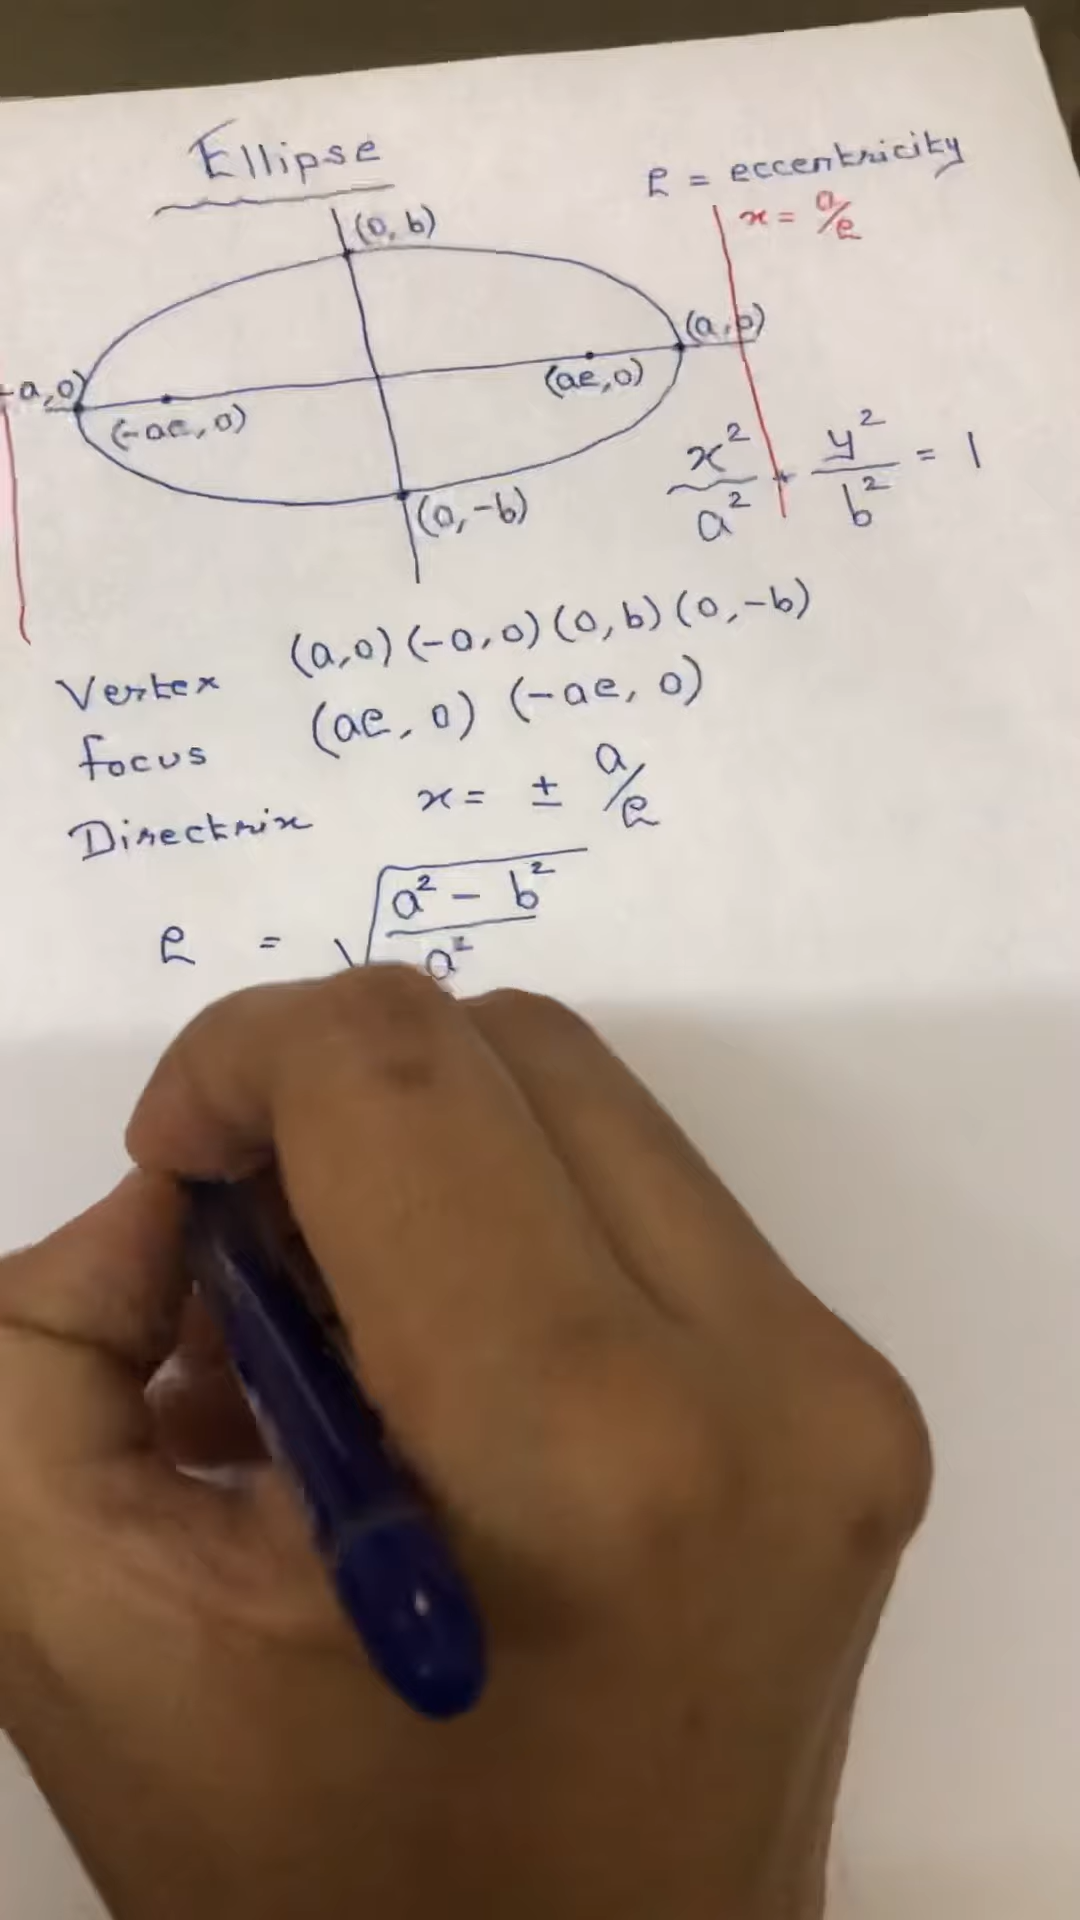 Ellipse
e = eccentricity
x = a/e
(0, b)
(a, 0)
-a, 0)
(ae, 0)
(-ae, 0)
(0, -b)
x²/a² + y²/b² = 1
Vertex (a,0) (-a,0) (0,b) (0,-b)
focus (ae, 0) (-ae, 0)
Directrix x = ± a/e
e = √(a² - b²/a²)